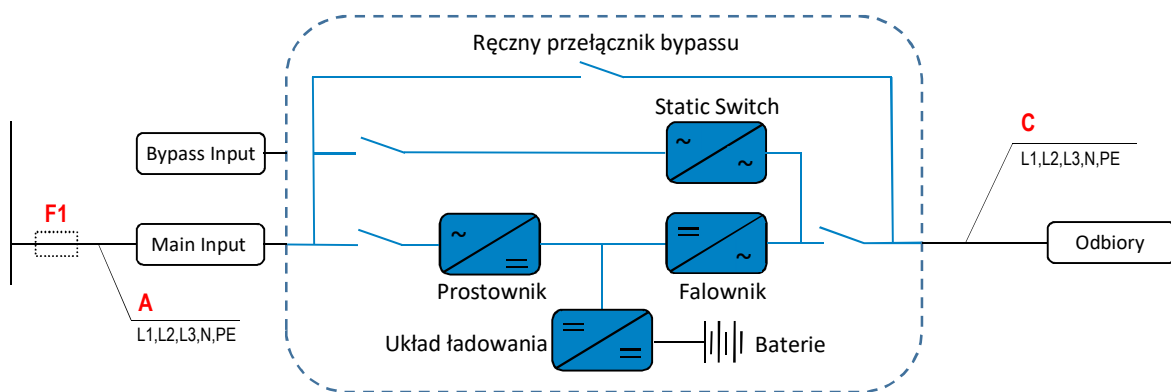 Ręczny przełącznik bypassu
Static Switch
~
~
Bypass Input
C
L1,L2,L3,N,PE
F1
Main Input
~
~
Odbiory
Prostownik
Falownik
A
L1,L2,L3,N,PE
Układ ładowania
Baterie